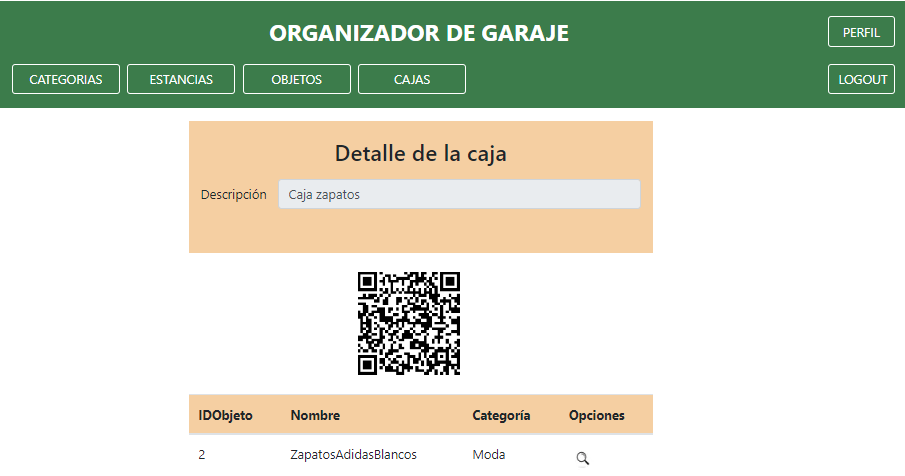 ORGANIZADOR DE GARAJE
PERFIL
CATEGORIAS ESTANCIAS OBJETOS CAJAS LOGOUT
Detalle de la caja
Descripción Caja zapatos
IDObjeto Nombre Categoría Opciones
2 ZapatosAdidasBlancos Moda